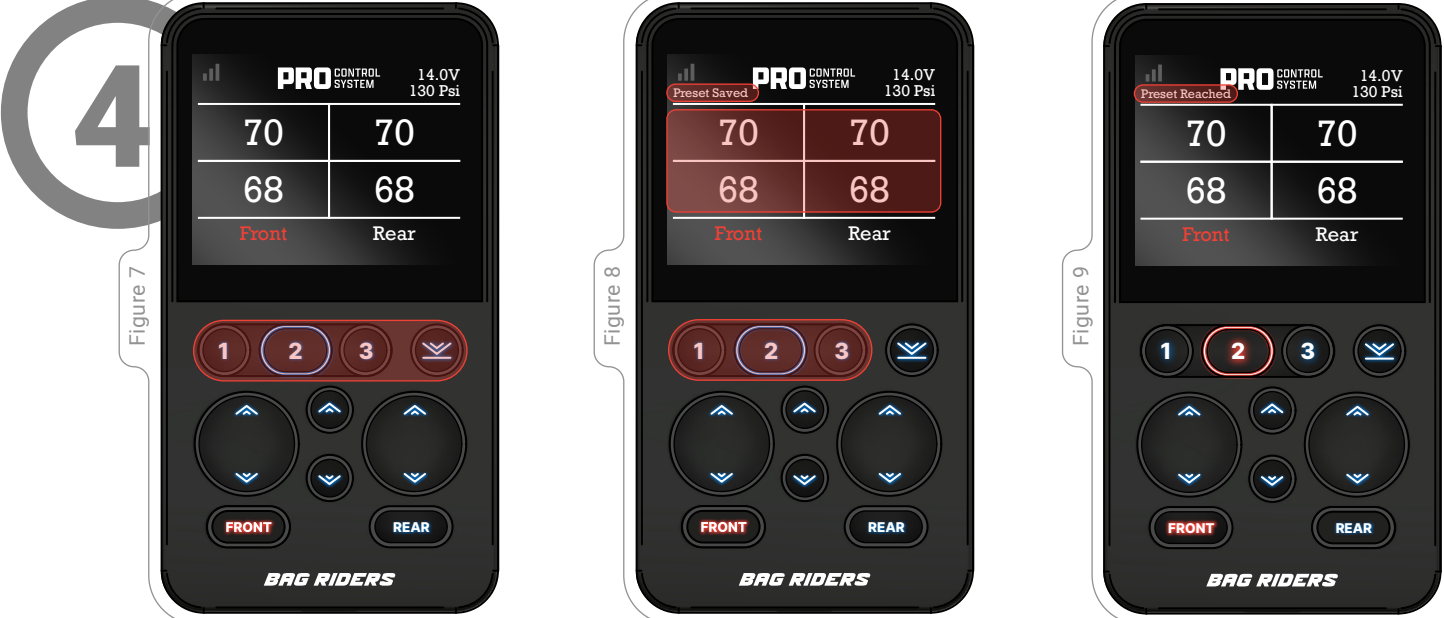 4
Figure 7
PRO CONTROL SYSTEM
14.0V
130 Psi
70 70
68 68
Front Rear
1 2 3
FRONT REAR
BAG RIDERS
Figure 8
PRO CONTROL SYSTEM
14.0V
Preset Saved 130 Psi
70 70
68 68
Front Rear
1 2 3
FRONT REAR
BAG RIDERS
Figure 9
PRO CONTROL SYSTEM
14.0V
Preset Reached 130 Psi
70 70
68 68
Front Rear
1 2 3
FRONT REAR
BAG RIDERS